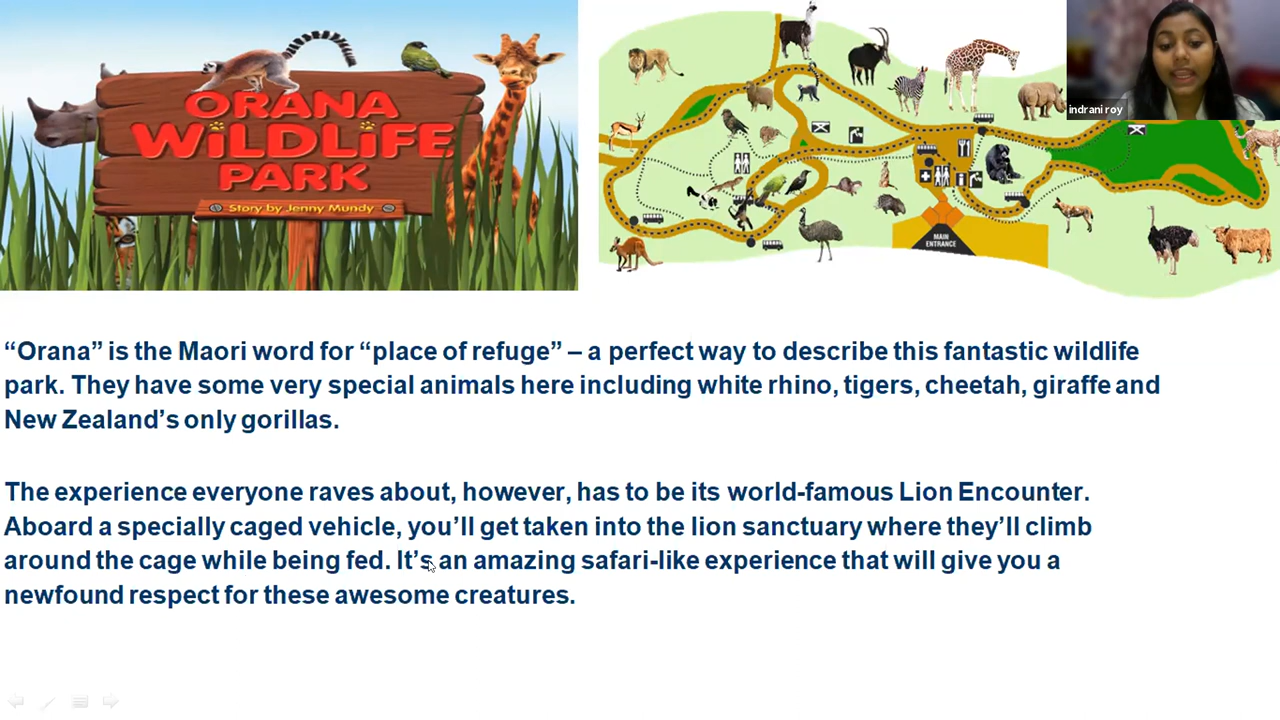 ORANA
WiLDLiFE
PARK
Story by Jenny Mundy
MAIN
ENTRANCE
indrani roy
“Orana” is the Maori word for “place of refuge” – a perfect way to describe this fantastic wildlife
park. They have some very special animals here including white rhino, tigers, cheetah, giraffe and
New Zealand’s only gorillas.
The experience everyone raves about, however, has to be its world-famous Lion Encounter.
Aboard a specially caged vehicle, you’ll get taken into the lion sanctuary where they’ll climb
around the cage while being fed. It’s an amazing safari-like experience that will give you a
newfound respect for these awesome creatures.